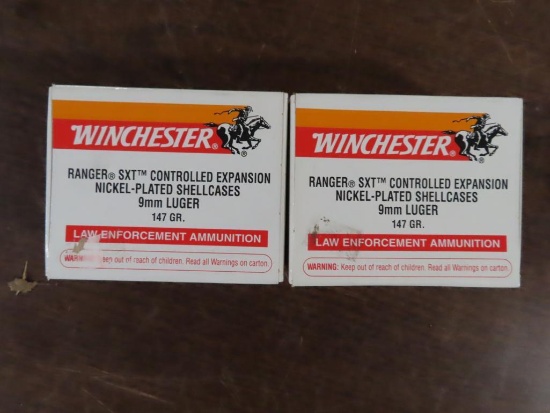 WINCHESTER®
RANGER® SXT™ CONTROLLED EXPANSION
NICKEL-PLATED SHELLCASES
9mm LUGER
147 GR.
LAW ENFORCEMENT AMMUNITION
WARNING: Keep out of reach of children. Read all Warnings on carton.
WINCHESTER®
RANGER® SXT™ CONTROLLED EXPANSION
NICKEL-PLATED SHELLCASES
9mm LUGER
147 GR.
LAW ENFORCEMENT AMMUNITION
WARNING: Keep out of reach of children. Read all Warnings on carton.